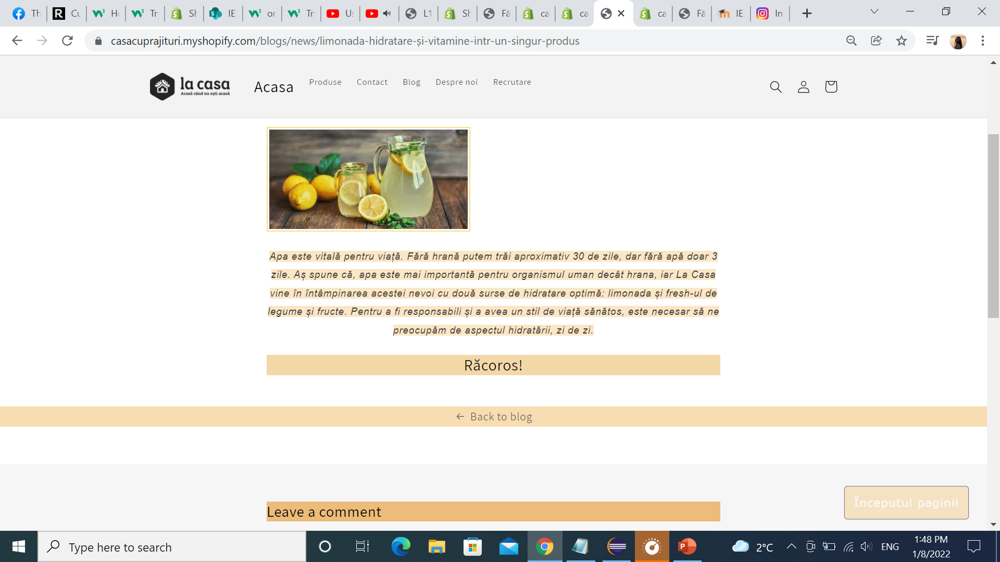 Th
Cu
Ho
Try
Sh
IE
or
Try
Us
L1
Sh
Fă
ca
ca
ca
Fă
IE
In
casacuprajituri.myshopify.com/blogs/news/limonada-hidratare-și-vitamine-intr-un-singur-produs
la casa
Acasă când nu ești acasă
Acasa
Produse
Contact
Blog
Despre noi
Recrutare
Apa este vitală pentru viață. Fără hrană putem trăi aproximativ 30 de zile, dar fără apă doar 3
zile. Aș spune că, apa este mai importantă pentru organismul uman decât hrana, iar La Casa
vine în întâmpinarea acestei nevoi cu două surse de hidratare optimă: limonada și fresh-ul de
legume și fructe. Pentru a fi responsabili și a avea un stil de viață sănătos, este necesar să ne
preocupăm de aspectul hidratării, zi de zi.
Răcoros!
← Back to blog
Leave a comment
Începutul paginii
Type here to search
2°C
ENG
1:48 PM
1/8/2022